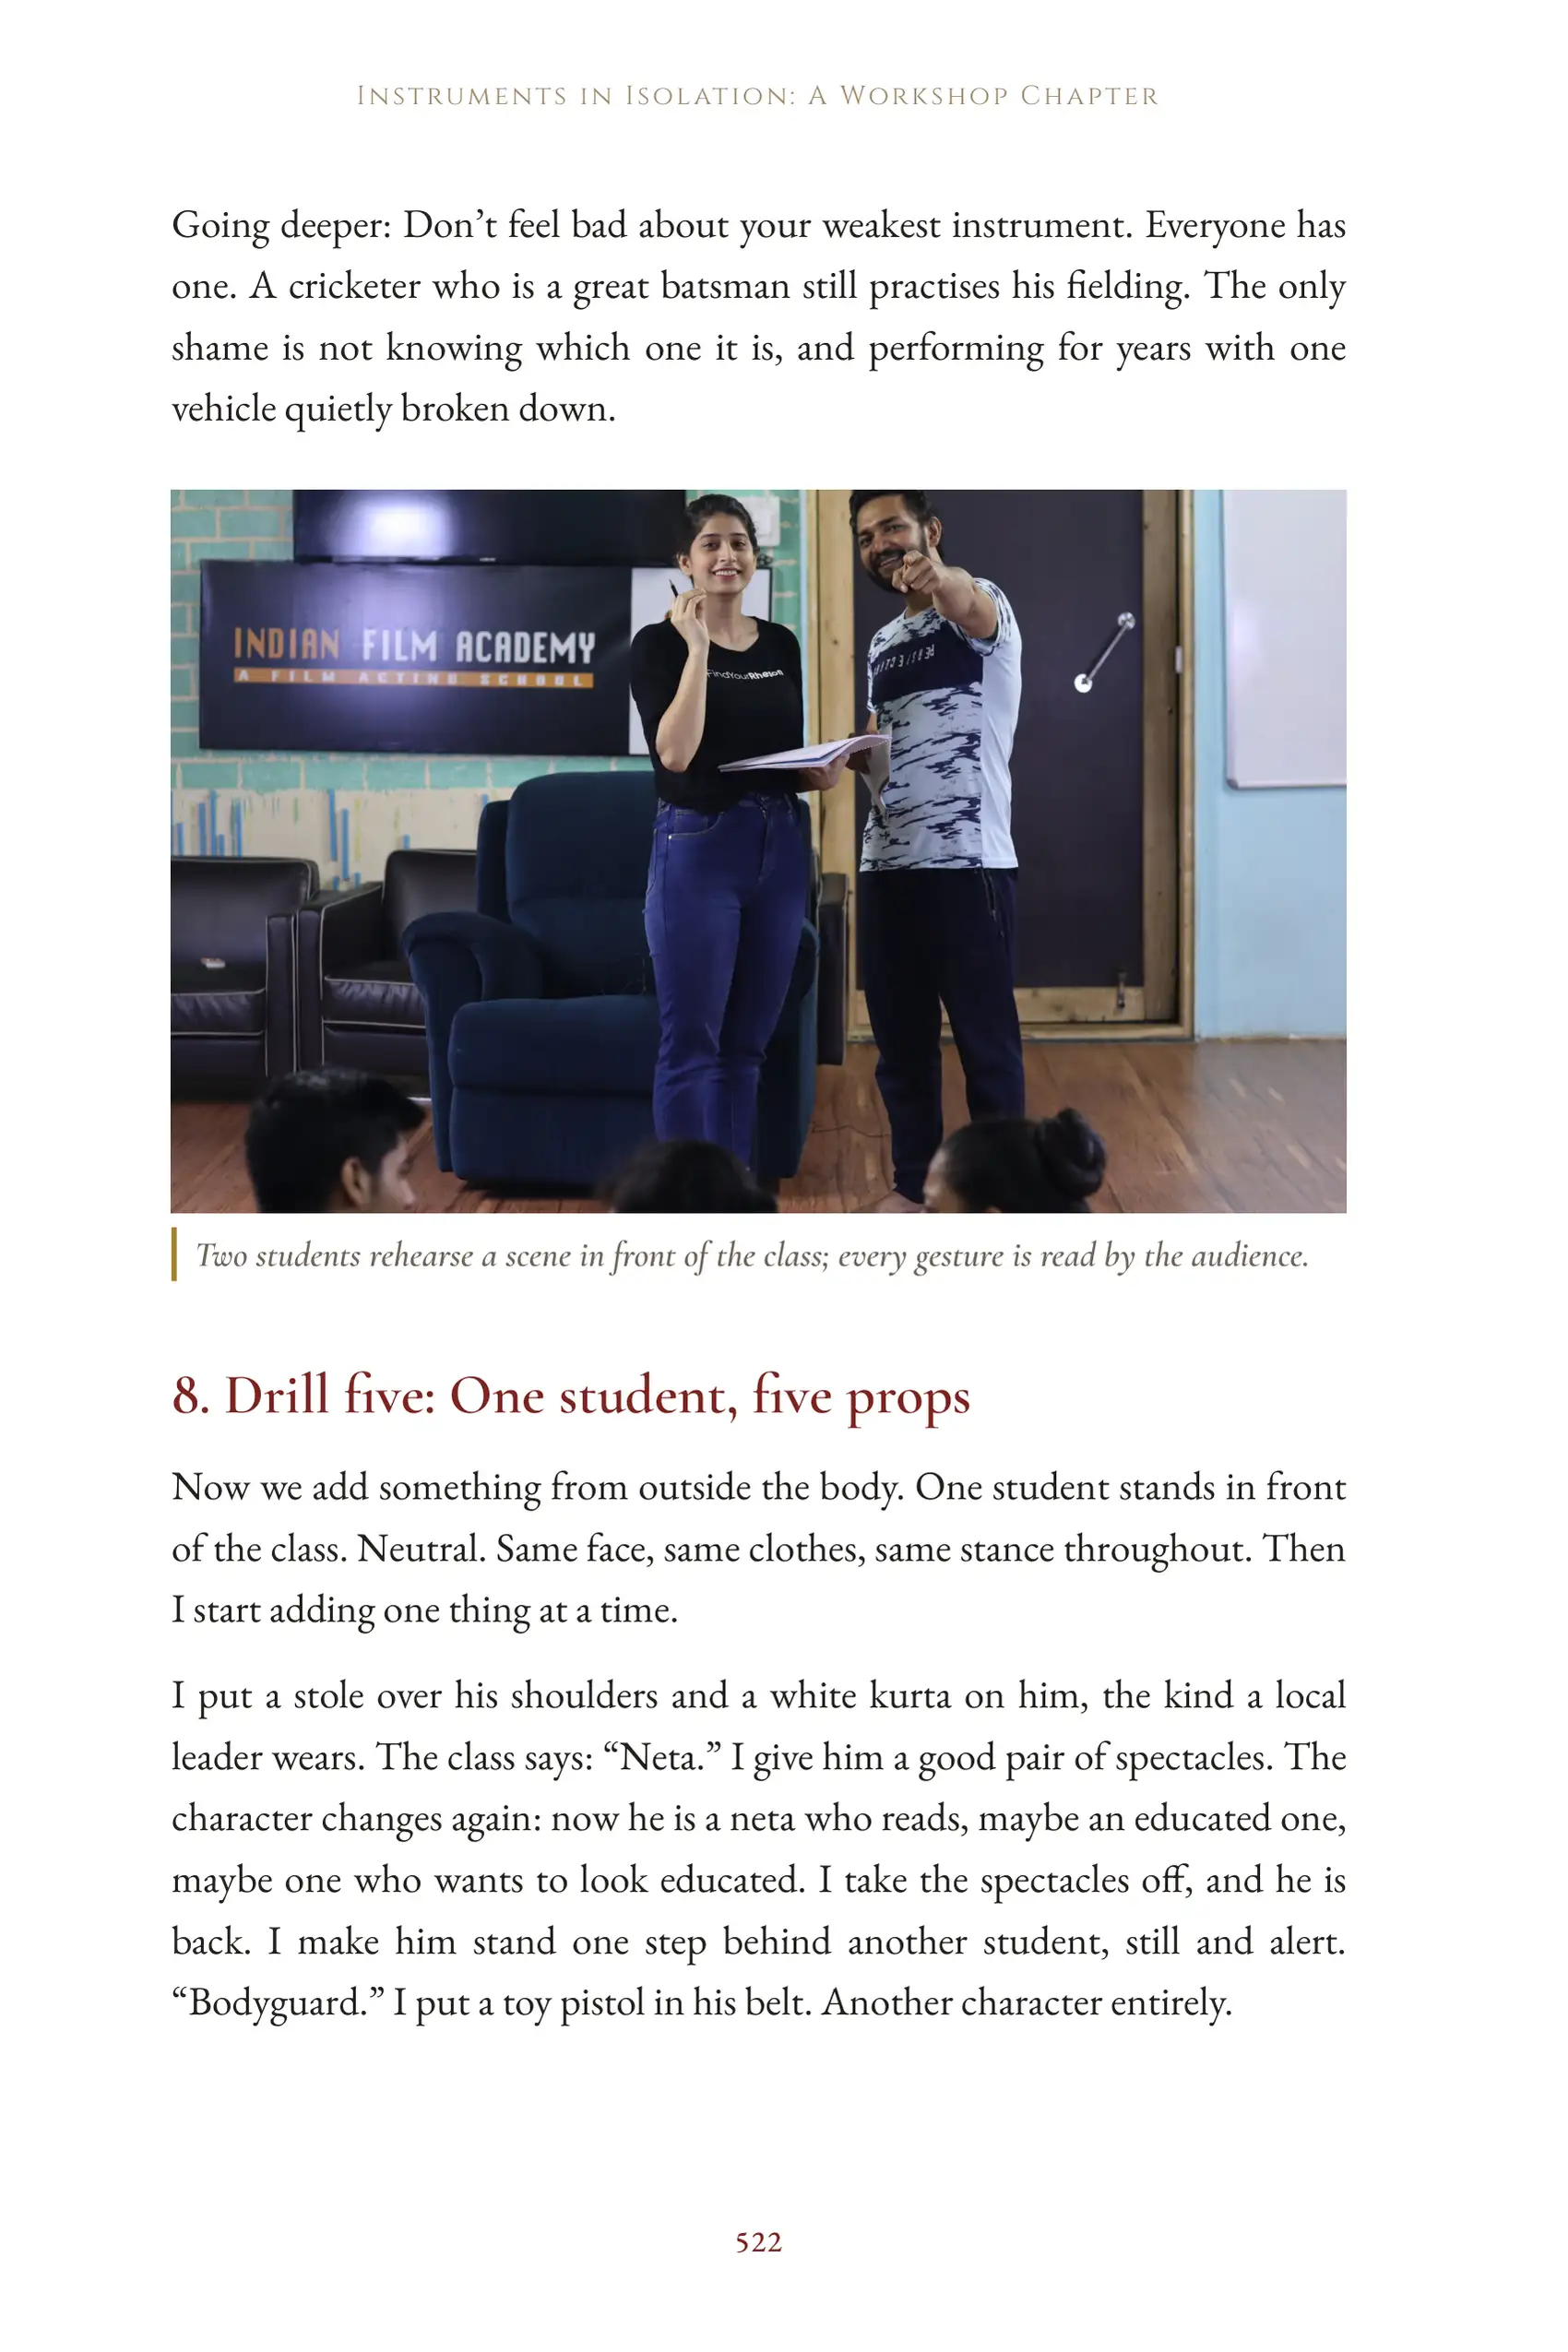 INSTRUMENTS IN ISOLATION: A WORKSHOP CHAPTER
Going deeper: Don’t feel bad about your weakest instrument. Everyone has
one. A cricketer who is a great batsman still practises his fielding. The only
shame is not knowing which one it is, and performing for years with one
vehicle quietly broken down.
INDIAN FILM ACADEMY
A FILM ACTING SCHOOL
Two students rehearse a scene in front of the class; every gesture is read by the audience.
8. Drill five: One student, five props
Now we add something from outside the body. One student stands in front
of the class. Neutral. Same face, same clothes, same stance throughout. Then
I start adding one thing at a time.
I put a stole over his shoulders and a white kurta on him, the kind a local
leader wears. The class says: “Neta.” I give him a good pair of spectacles. The
character changes again: now he is a neta who reads, maybe an educated one,
maybe one who wants to look educated. I take the spectacles off, and he is
back. I make him stand one step behind another student, still and alert.
“Bodyguard.” I put a toy pistol in his belt. Another character entirely.
522